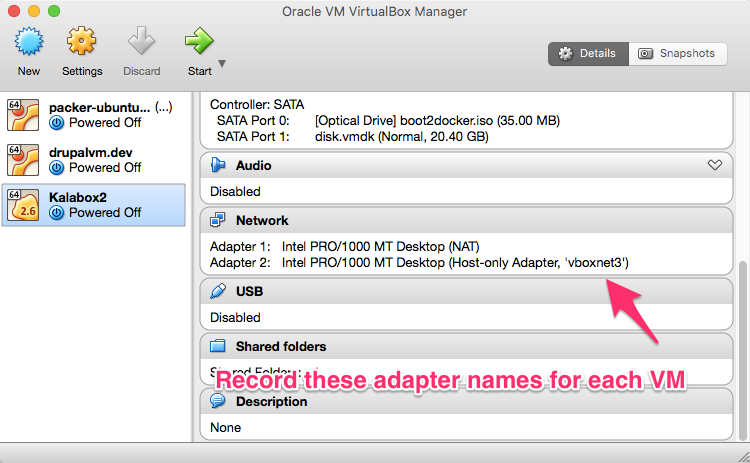 Oracle VM VirtualBox Manager
New
Settings
Discard
Start
Details
Snapshots
64
packer-ubuntu... (...)
Powered Off
64
drupalvm.dev
Powered Off
64
2.6
Kalabox2
Powered Off
Controller: SATA
SATA Port 0: [Optical Drive] boot2docker.iso (35.00 MB)
SATA Port 1: disk.vmdk (Normal, 20.40 GB)
Audio
Disabled
Network
Adapter 1: Intel PRO/1000 MT Desktop (NAT)
Adapter 2: Intel PRO/1000 MT Desktop (Host-only Adapter, 'vboxnet3')
USB
Disabled
Shared folders
Record these adapter names for each VM
Description
None